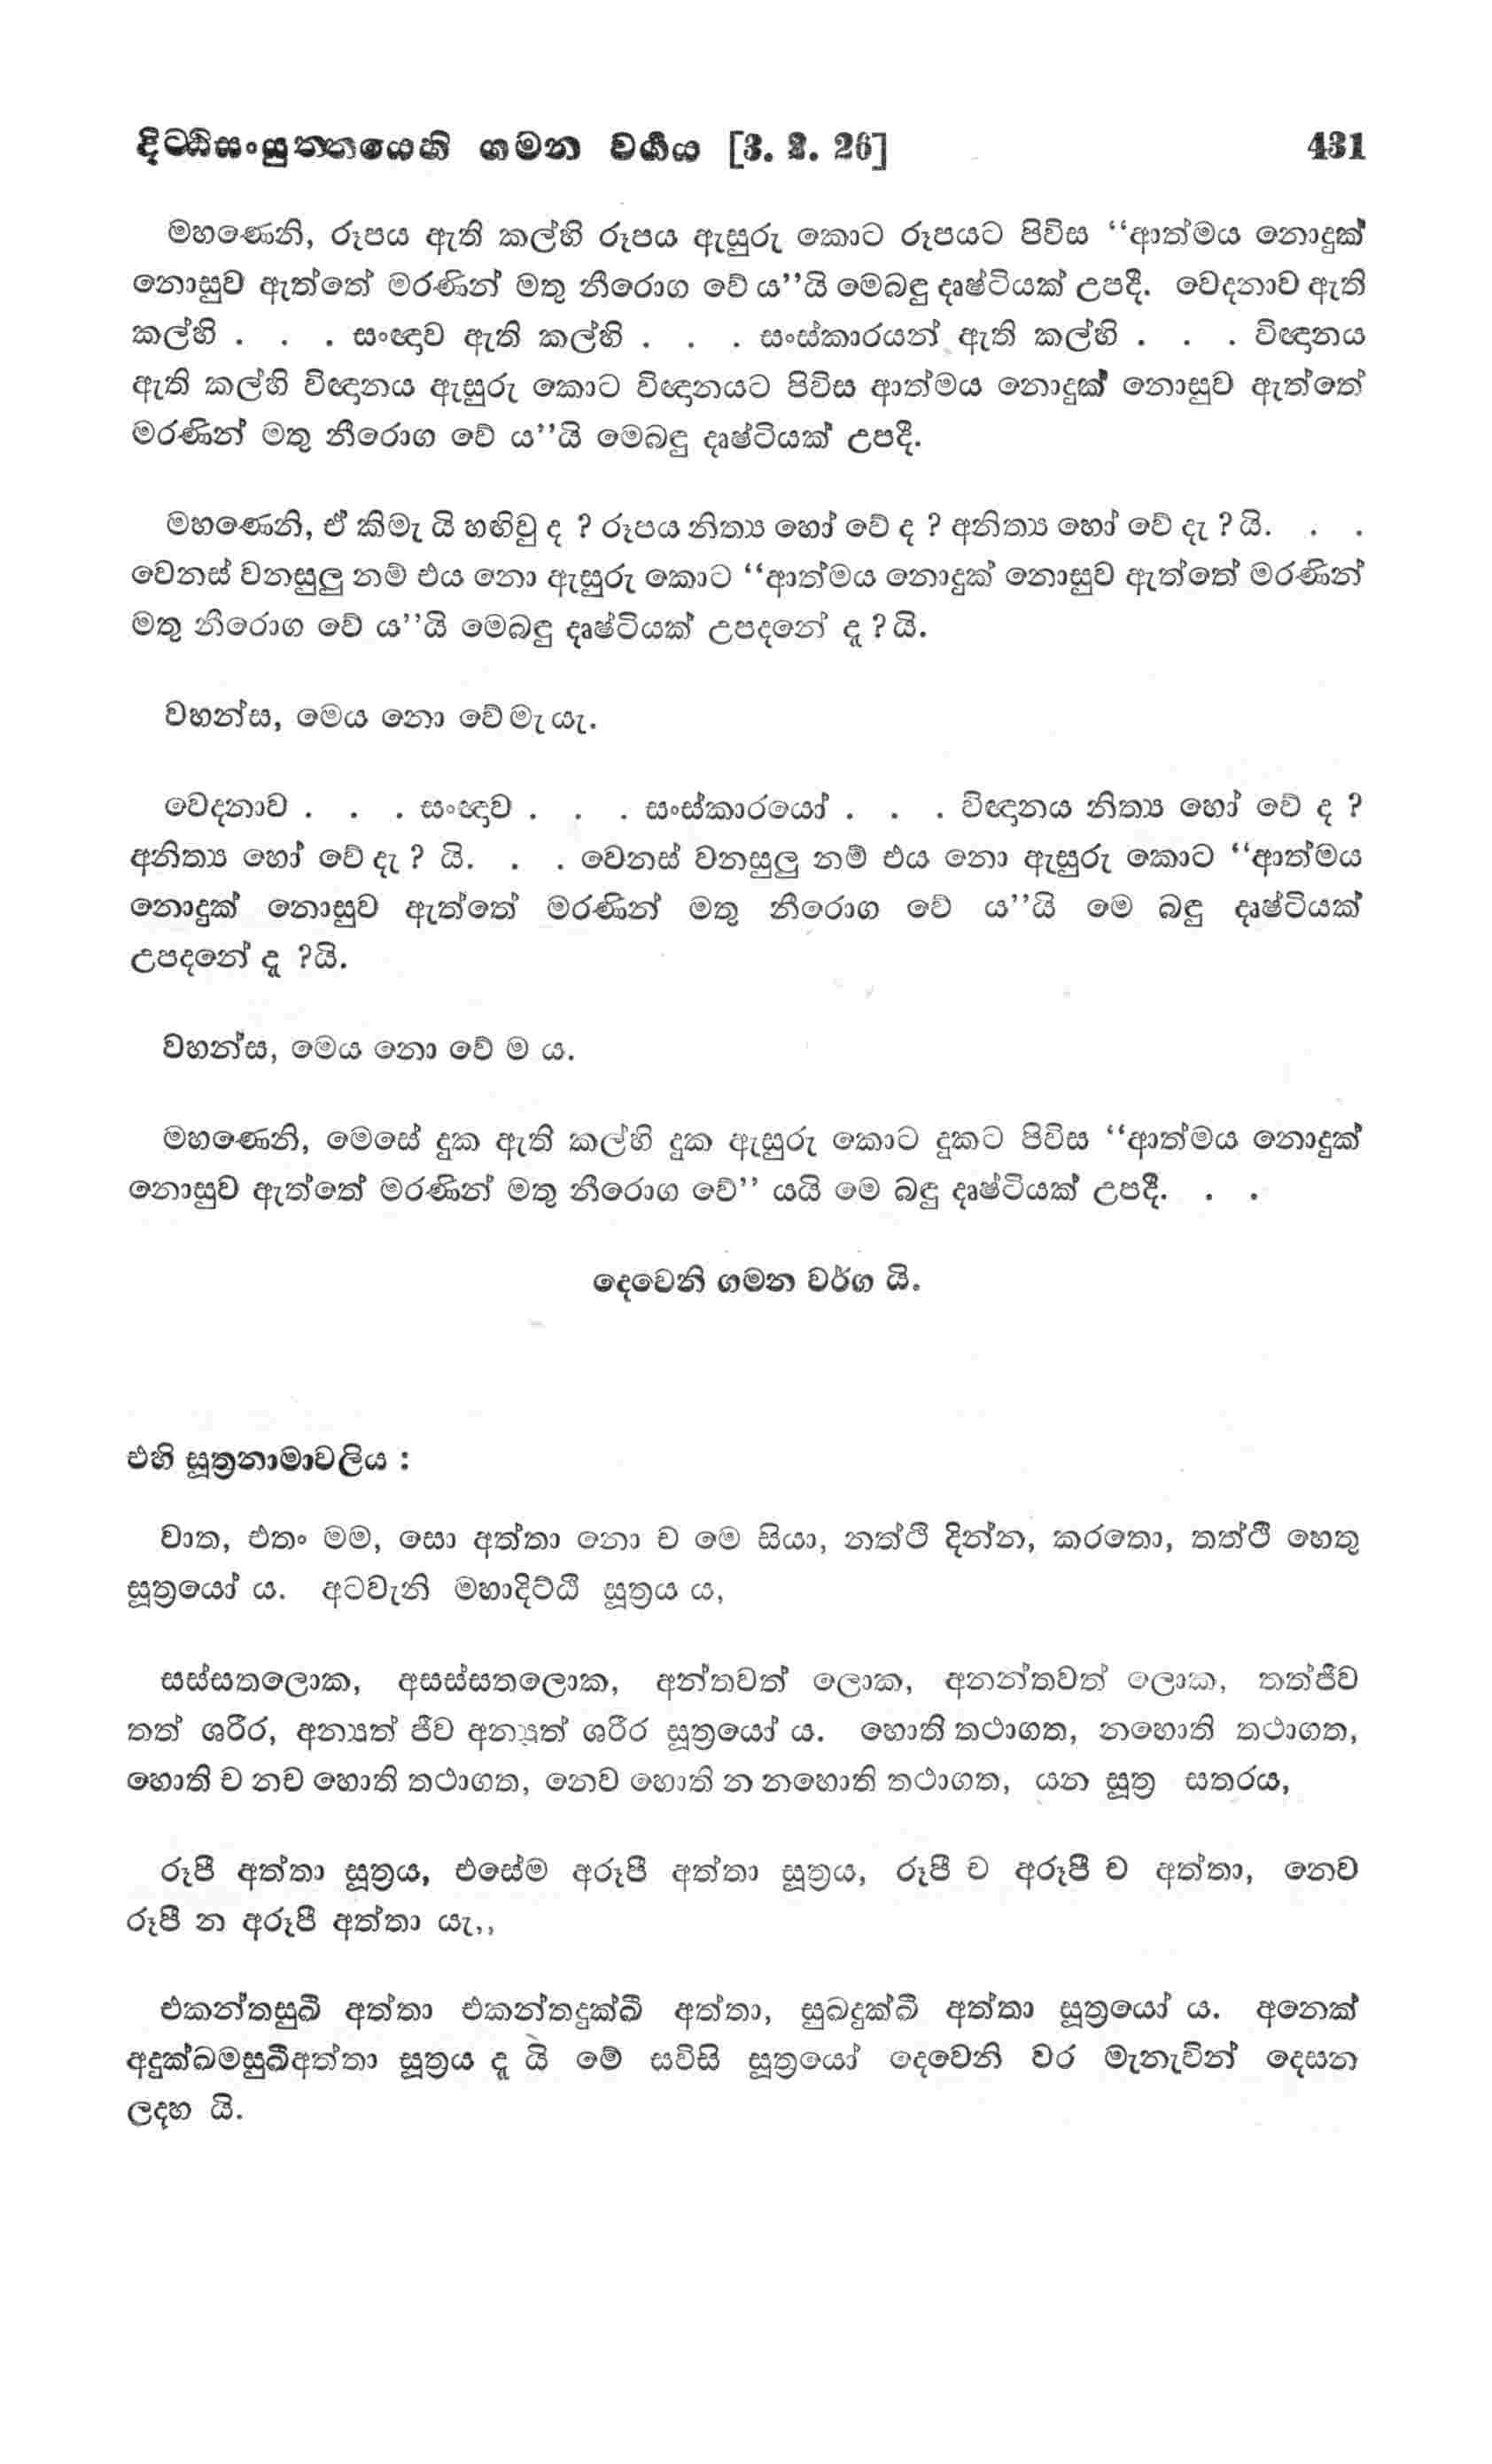 දිට්ඨිසංයුත්තයෙහි ගමන වර්ගය [3. 2. 26] 431
මහණෙනි, රූපය ඇති කල්හි රූපය ඇසුරු කොට රූපයට පිවිස “ආත්මය නොදුක්
නොසුව ඇත්තේ මරණින් මතු නීරොග වේ ය”යි මෙබඳු දෘෂ්ටියක් උපදී. වෙදනාව ඇති
කල්හි . . . සංඥාව ඇති කල්හි . . . සංස්කාරයන් ඇති කල්හි . . . විඥානය
ඇති කල්හි විඥානය ඇසුරු කොට විඥානයට පිවිස ආත්මය නොදුක් නොසුව ඇත්තේ
මරණින් මතු නීරොග වේ ය”යි මෙබඳු දෘෂ්ටියක් උපදී.
මහණෙනි, ඒ කිමැ යි හඟිවු ද ? රූපය නිත්‍ය හෝ වේ ද ? අනිත්‍ය හෝ වේ දැ ? යි. . .
වෙනස් වනසුලු නම් එය නො ඇසුරු කොට “ආත්මය නොදුක් නොසුව ඇත්තේ මරණින්
මතු නීරොග වේ ය”යි මෙබඳු දෘෂ්ටියක් උපදනේ දූ ? යි.
වහන්ස, මෙය නො වේ මැ යැ.
වෙදනාව . . . සංඥාව . . . සංස්කාරයෝ . . . විඥානය නිත්‍ය හෝ වේ ද ?
අනිත්‍ය හෝ වේ දැ ? යි. . . වෙනස් වනසුලු නම් එය නො ඇසුරු කොට “ආත්මය
නොදුක් නොසුව ඇත්තේ මරණින් මතු නීරොග වේ ය”යි මෙ බඳු දෘෂ්ටියක්
උපදනේ දූ ?යි.
වහන්ස, මෙය නො වේ ම ය.
මහණෙනි, මෙසේ දුක ඇති කල්හි දුක ඇසුරු කොට දුකට පිවිස “ආත්මය නොදුක්
නොසුව ඇත්තේ මරණින් මතු නීරොග වේ” යයි මෙ බඳු දෘෂ්ටියක් උපදී. . .
දෙවෙනි ගමන වර්ග යි.
එහි සූත්‍රනාමාවලිය :
වාත, එතං මම, සො අත්තා නො ච මෙ සියා, නත්ථි දින්න, කරතො, තත්ථි හෙතු
සූත්‍රයෝ ය. අටවැනි මහාදිට්ඨි සූත්‍රය ය,
සස්සතලොක, අසස්සතලොක, අන්තවත් ලොක, අනන්තවත් ලොක, තත්ජීව
තත් ශරීර, අන්‍යත් ජීව අන්‍යත් ශරීර සූත්‍රයෝ ය. හොති තථාගත, නහොති තථාගත,
හොති ච නච හොති තථාගත, නෙව හොති න නහොති තථාගත, යන සූත්‍ර සතරය,
රූපී අත්තා සූත්‍රය, එසේම අරූපී අත්තා සූත්‍රය, රූපී ච අරූපී ච අත්තා, නෙව
රූපී න අරූපී අත්තා යැ,,
එකන්තසුඛී අත්තා එකන්තදුක්ඛී අත්තා, සුඛදුක්ඛී අත්තා සූත්‍රයෝ ය. අනෙක්
අදුක්ඛමසුඛීඅත්තා සූත්‍රය දූ යි මේ සවිසි සූත්‍රයෝ දෙවෙනි වර මැනැවින් දෙසන
ලදහ යි.